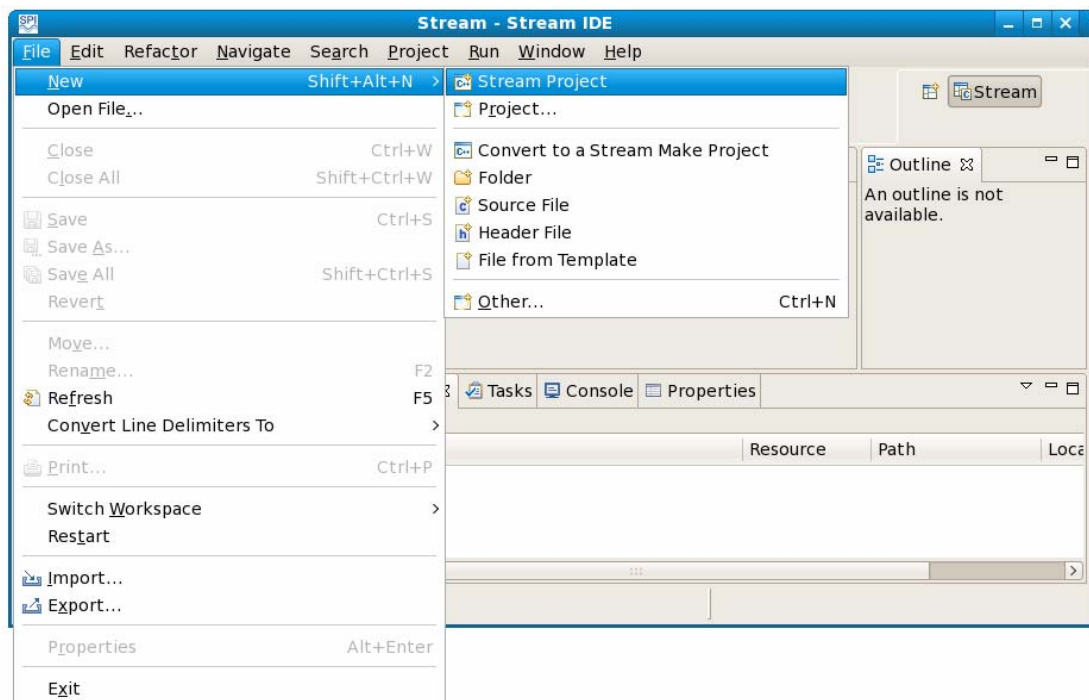 SPI
Stream - Stream IDE
File Edit Refactor Navigate Search Project Run Window Help
New Shift+Alt+N >
Open File...
Close Ctrl+W
Close All Shift+Ctrl+W
Save Ctrl+S
Save As...
Save All Shift+Ctrl+S
Revert
Move...
Rename... F2
Refresh F5
Convert Line Delimiters To >
Print... Ctrl+P
Switch Workspace >
Restart
Import...
Export...
Properties Alt+Enter
Exit
Stream Project
Project...
Convert to a Stream Make Project
Folder
Source File
Header File
File from Template
Other... Ctrl+N
Stream
Outline
An outline is not
available.
Tasks Console Properties
Resource Path Loca